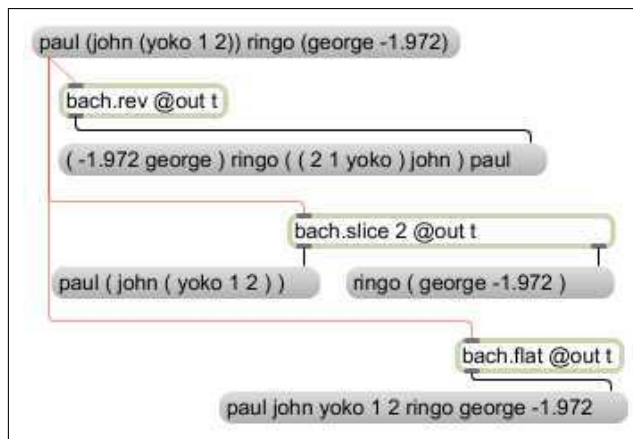 paul (john (yoko 1 2)) ringo (george -1.972)
bach.rev @out t
( -1.972 george ) ringo ( ( 2 1 yoko ) john ) paul
bach.slice 2 @out t
paul ( john ( yoko 1 2 ) )
ringo ( george -1.972 )
bach.flat @out t
paul john yoko 1 2 ringo george -1.972